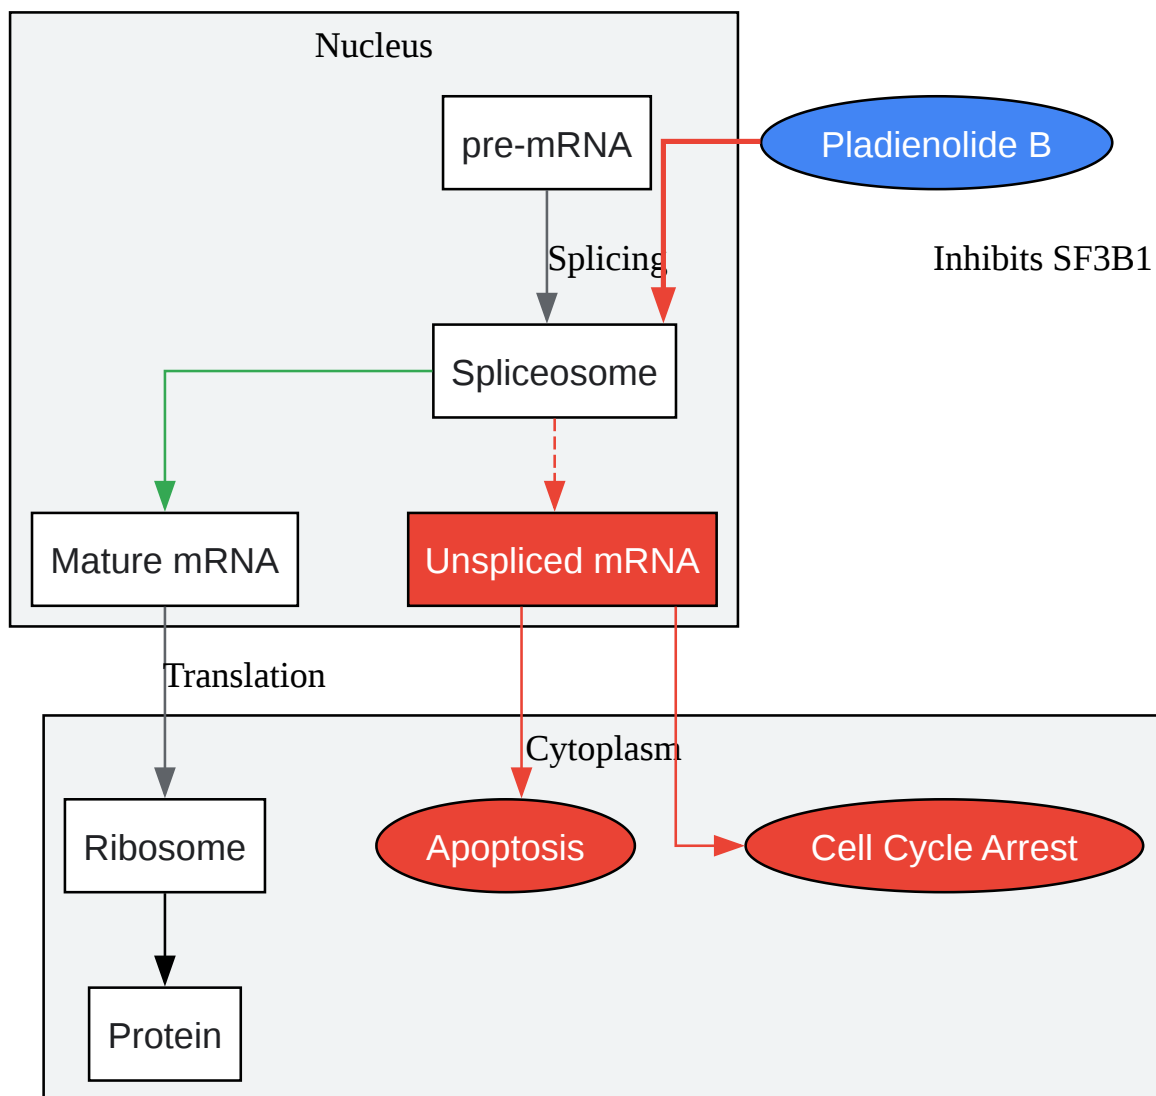 Nucleus
pre-mRNA
Pladienolide B
Splicing
Inhibits SF3B1
Spliceosome
Mature mRNA
Unspliced mRNA
Translation
Cytoplasm
Ribosome
Apoptosis
Cell Cycle Arrest
Protein